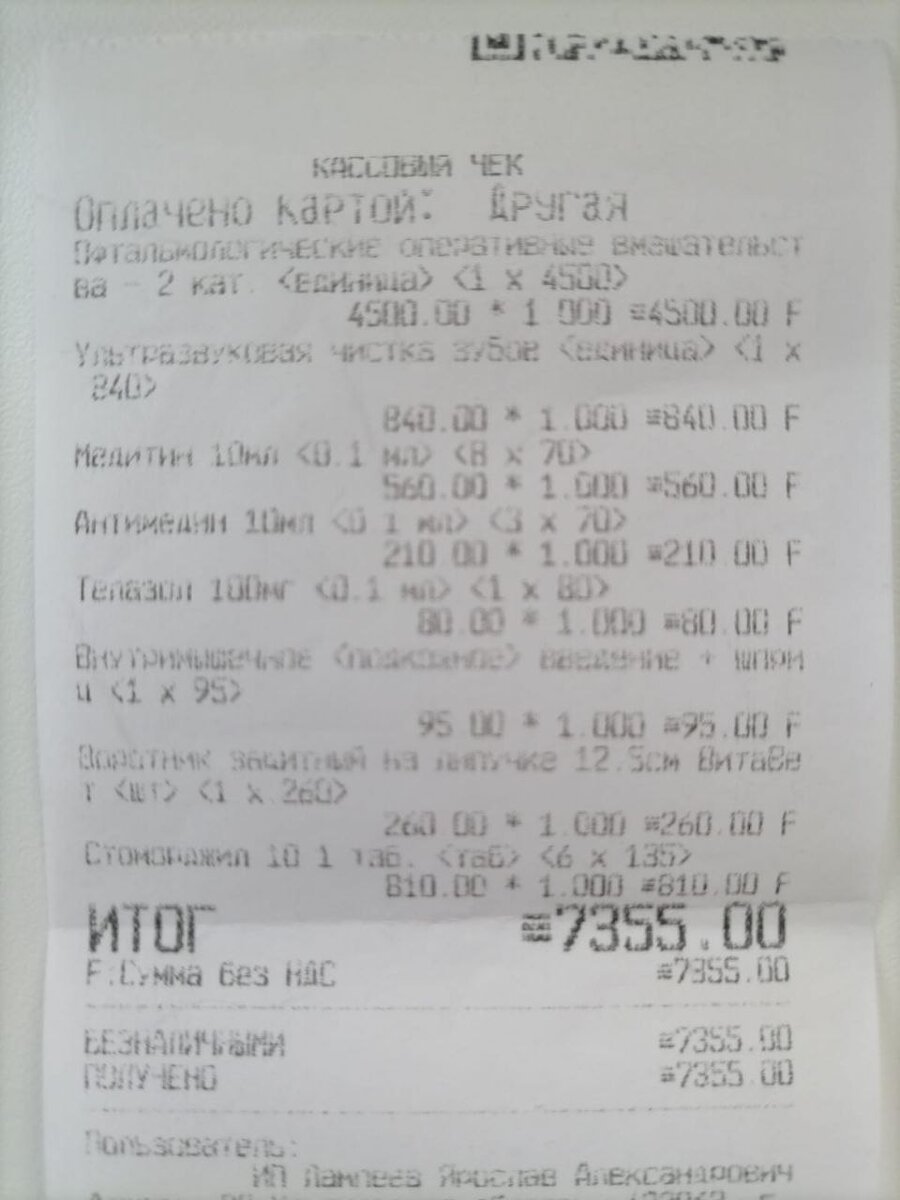 КАССОВЫЙ ЧЕК
Оплачено картой: Другая
Офтальмологические оперативные вмешательст
ва - 2 кат. <единица> <1 x 4500>
4500.00 * 1.000 ≡4500.00 F
Ультразвуковая чистка зубов <единица> <1 x
840>
840.00 * 1.000 ≡840.00 F
Медитин 10мл <0.1 мл> <8 x 70>
560.00 * 1.000 ≡560.00 F
Антимедин 10мл <0.1 мл> <3 x 70>
210.00 * 1.000 ≡210.00 F
Телазол 100мг <0.1 мл> <1 x 80>
80.00 * 1.000 ≡80.00 F
Внутримышечное <подкожное> введение + шпри
ц <1 x 95>
95.00 * 1.000 ≡95.00 F
Воротник защитный на липучке 12.5см ВитаВе
т <шт> <1 x 260>
260.00 * 1.000 ≡260.00 F
Стоморджил 10 1 таб. <таб> <6 x 135>
810.00 * 1.000 ≡810.00 F
ИТОГ ≡7355.00
F:Сумма без НДС ≡7355.00
БЕЗНАЛИЧНЫМИ ≡7355.00
ПОЛУЧЕНО ≡7355.00
Пользователь:
ИП Ярослав Александрович